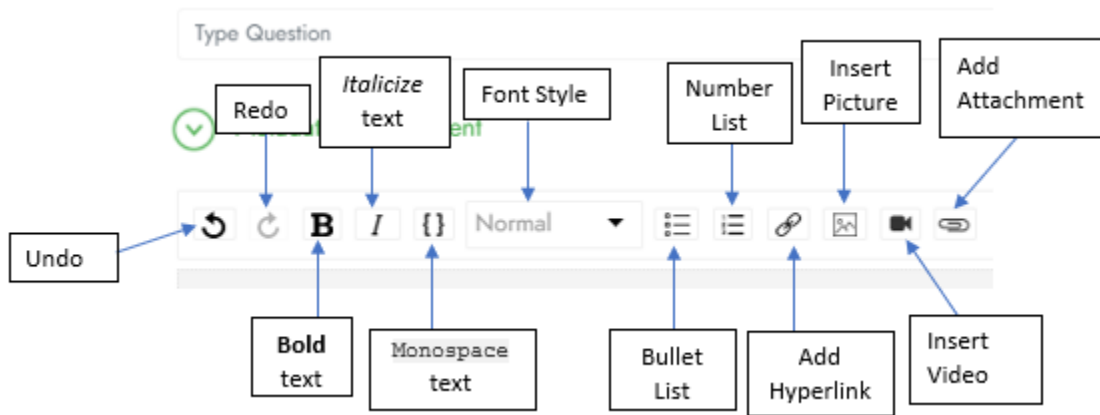 Type Question
Redo
Italicize
text
Font Style
Number
List
Insert
Picture
Add
Attachment
ent
B
I
{}
Normal
Undo
Bold
text
Monospace
text
Bullet
List
Add
Hyperlink
Insert
Video